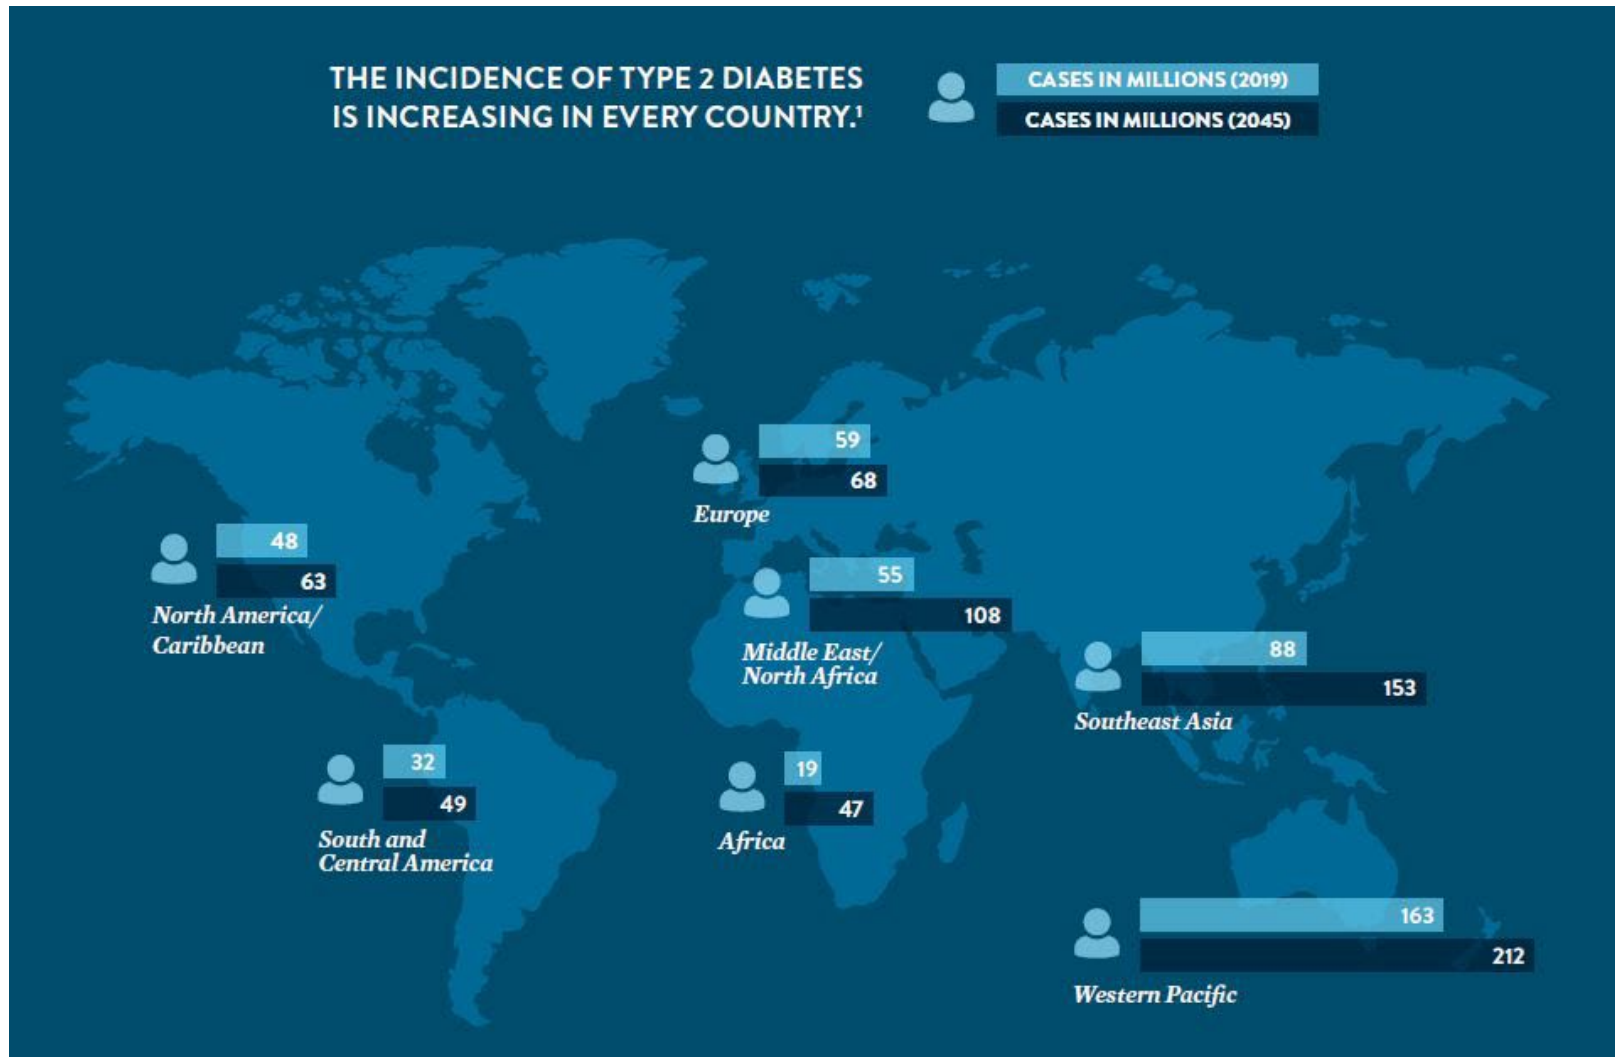 THE INCIDENCE OF TYPE 2 DIABETES
IS INCREASING IN EVERY COUNTRY.¹
CASES IN MILLIONS (2019)
CASES IN MILLIONS (2045)
59
68
Europe
48
63
North America/
Caribbean
55
108
Middle East/
North Africa
88
153
Southeast Asia
32
49
South and
Central America
19
47
Africa
163
212
Western Pacific